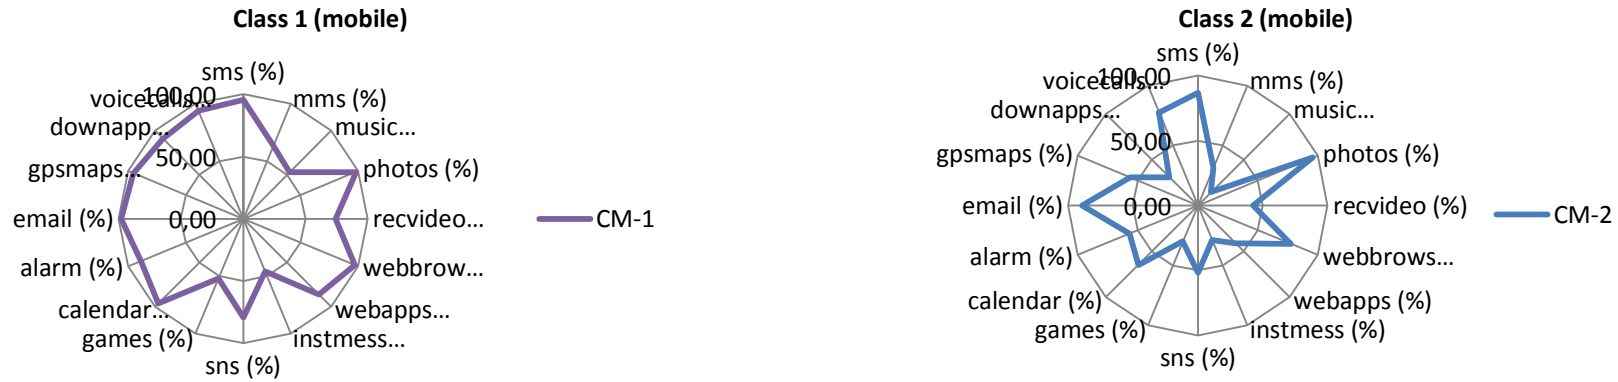 Class 1 (mobile)
sms (%)
mms (%)
music...
photos (%)
recvideo...
webbrow...
webapps...
instmess...
sns (%)
games (%)
calendar...
alarm (%)
email (%)
gpsmaps...
downapp...
voicecalls...
100,00
50,00
0,00
CM-1
Class 2 (mobile)
sms (%)
mms (%)
music...
photos (%)
recvideo (%)
webbrows...
webapps (%)
instmess (%)
sns (%)
games (%)
calendar (%)
alarm (%)
email (%)
gpsmaps (%)
downapps...
voicecalls...
100,00
50,00
0,00
CM-2